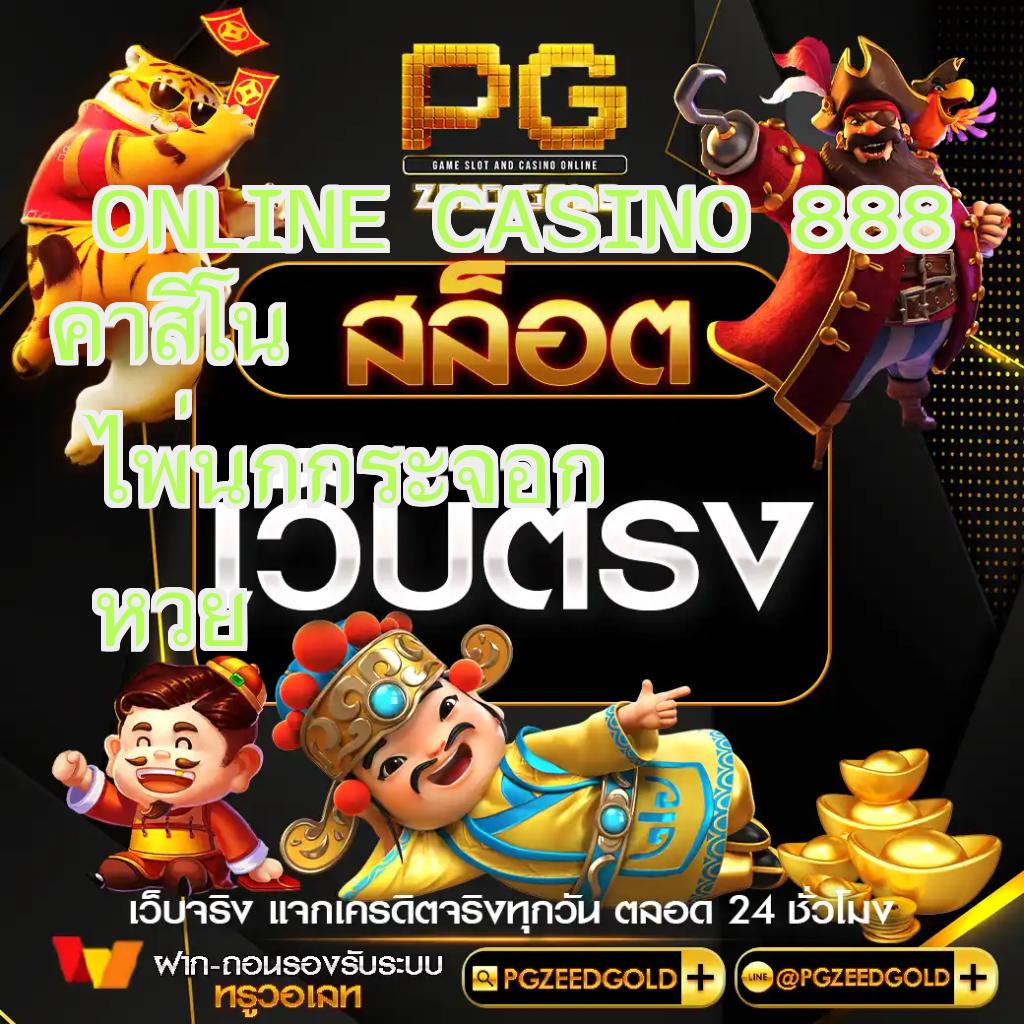 PG
GAME SLOT AND CASINO ONLINE
ONLINE CASINO 888
คาสิโน
สล็อต
ไพ่นกกระจอก
เว็บตรง
หวย
เว็บจริง แจกเครดิตจริงทุกวัน ตลอด 24 ชั่วโมง
ฝาก-ถอนรองรับระบบ
ทรูวอเลท
PGZEEDGOLD +
LINE @PGZEEDGOLD +